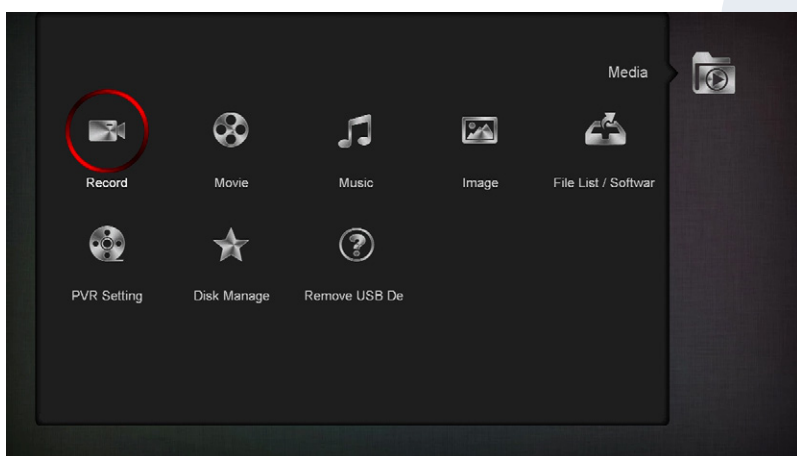 Media
Record Movie Music Image File List / Softwar
PVR Setting Disk Manage Remove USB De